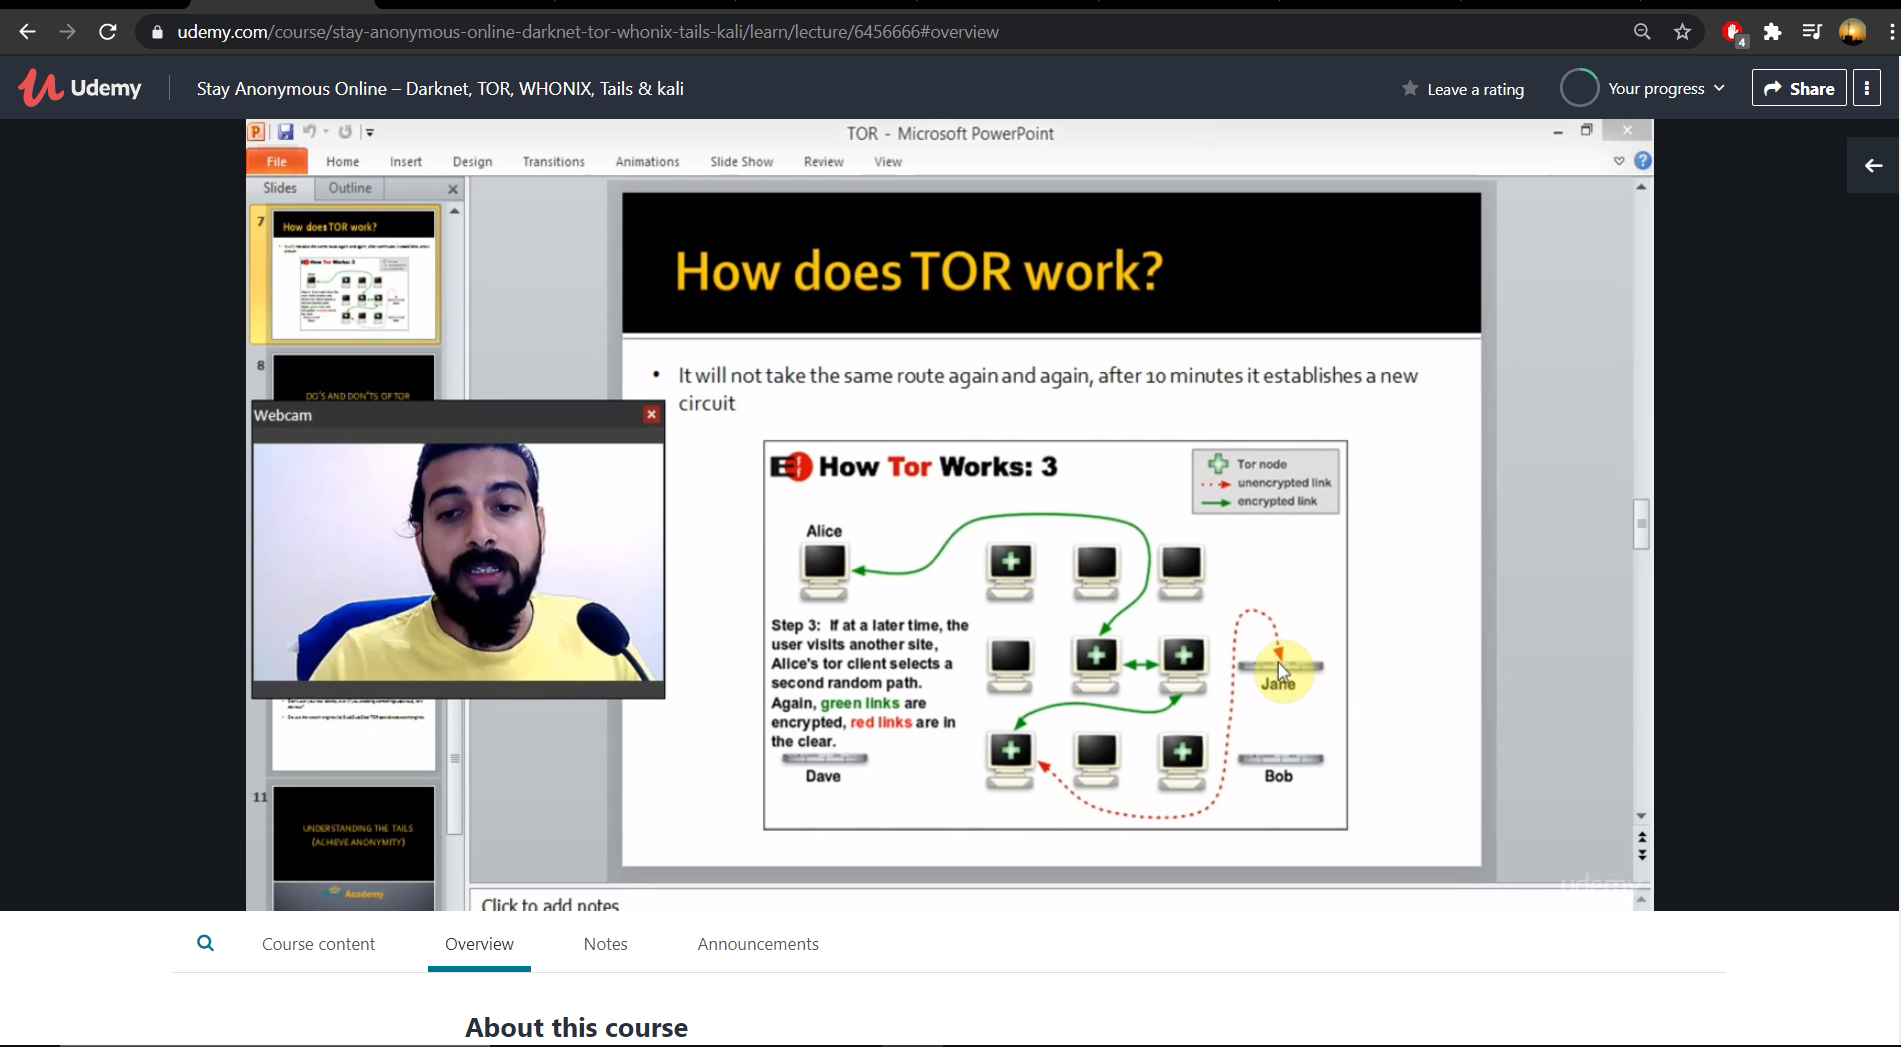 udemy.com/course/stay-anonymous-online-darknet-tor-whonix-tails-kali/learn/lecture/6456666#overview
4
Udemy
Stay Anonymous Online – Darknet, TOR, WHONIX, Tails & kali
Leave a rating
Your progress
Share
TOR - Microsoft PowerPoint
File
Home
Insert
Design
Transitions
Animations
Slide Show
Review
View
Slides
Outline
7
How does TOR work?
How Tor Works: 3
8
DO'S AND DON'TS OF TOR
Webcam
11
UNDERSTANDING THE TAILS
(ACHIEVE ANONYMITY)
Academy
How does TOR work?
• It will not take the same route again and again, after 10 minutes it establishes a new
circuit
How Tor Works: 3
Tor node
unencrypted link
encrypted link
Alice
Step 3: If at a later time, the
user visits another site,
Alice's tor client selects a
second random path.
Again, green links are
encrypted, red links are in
the clear.
Dave
Jane
Bob
udemy
Click to add notes
Course content
Overview
Notes
Announcements
About this course